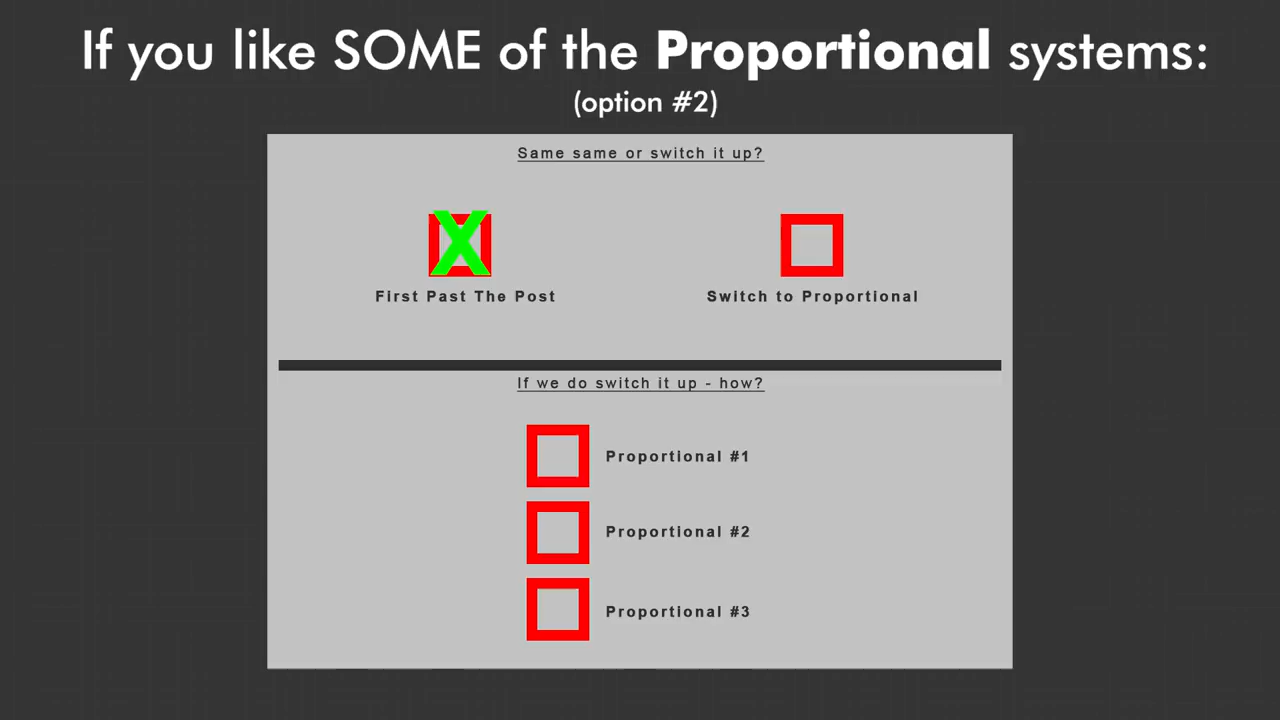 If you like SOME of the Proportional systems:
(option #2)
Same same or switch it up?
X
First Past The Post
Switch to Proportional
If we do switch it up - how?
Proportional #1
Proportional #2
Proportional #3